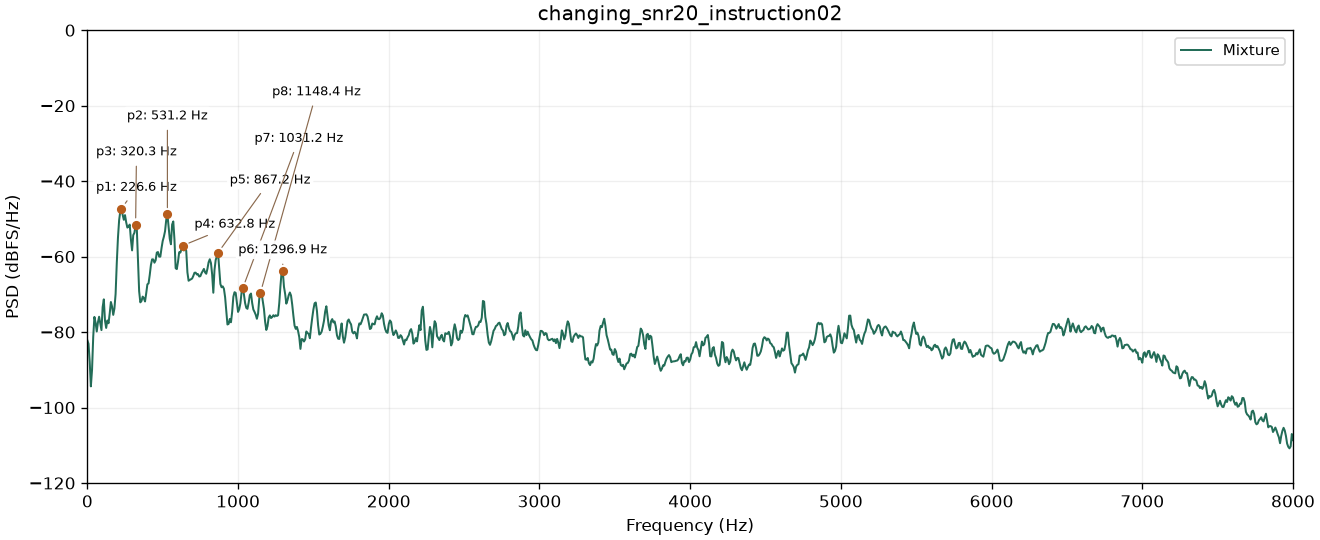 changing_snr20_instruction02
Mixture
p8: 1148.4 Hz
p2: 531.2 Hz
p7: 1031.2 Hz
p3: 320.3 Hz
p5: 867.2 Hz
p1: 226.6 Hz
p4: 632.8 Hz
p6: 1296.9 Hz
PSD (dBFS/Hz)
0
−20
−40
−60
−80
−100
−120
0 1000 2000 3000 4000 5000 6000 7000 8000
Frequency (Hz)